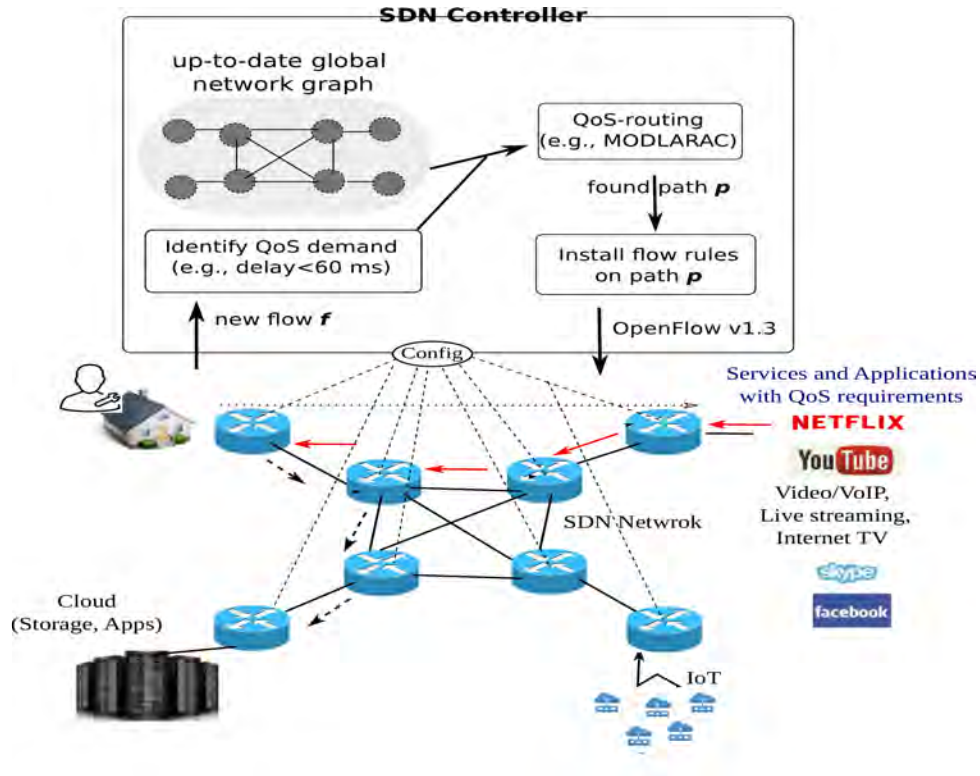 SDN Controller
up-to-date global
network graph
QoS-routing
(e.g., MODLARAC)
found path p
Identify QoS demand
(e.g., delay<60 ms)
Install flow rules
on path p
new flow f
OpenFlow v1.3
Config
Services and Applications
with QoS requirements
NETFLIX
YouTube
Video/VoIP,
Live streaming,
Internet TV
SDN Netwrok
skype
facebook
Cloud
(Storage, Apps)
IoT